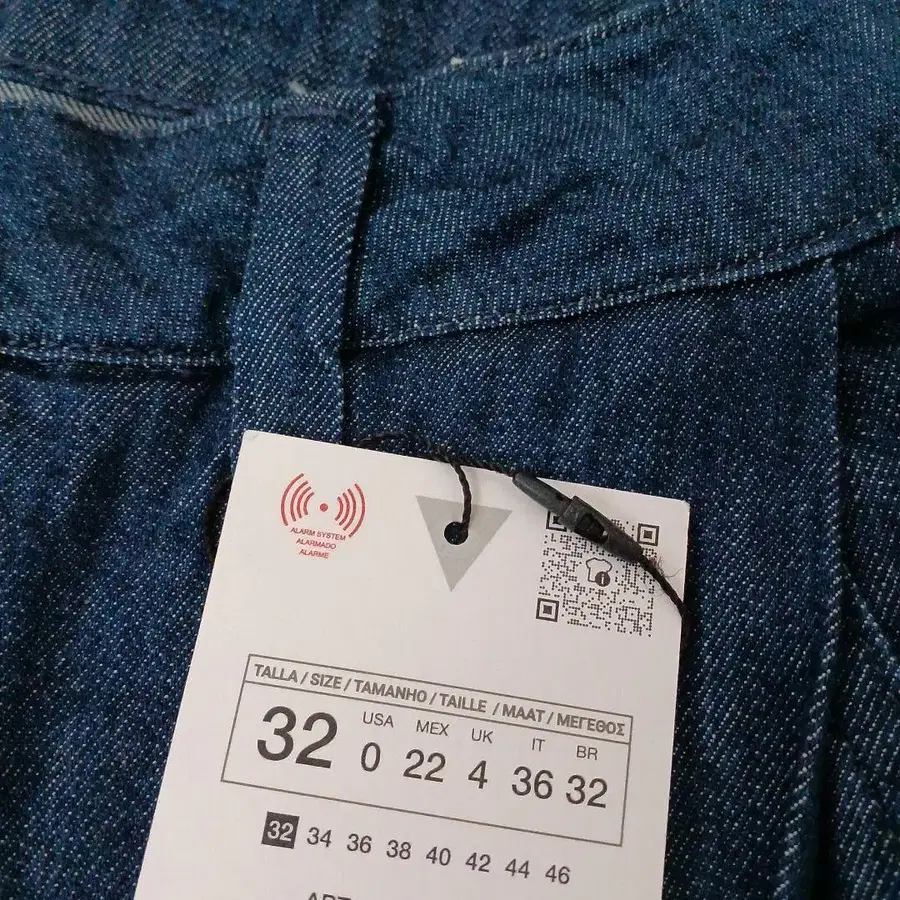 ALARM SYSTEM
ALARMADO
ALARME
TALLA / SIZE / TAMANHO / TAILLE / MAAT / ΜΕΓΕΘΟΣ
32 USA 0 MEX 22 UK 4 IT 36 BR 32
32 34 36 38 40 42 44 46